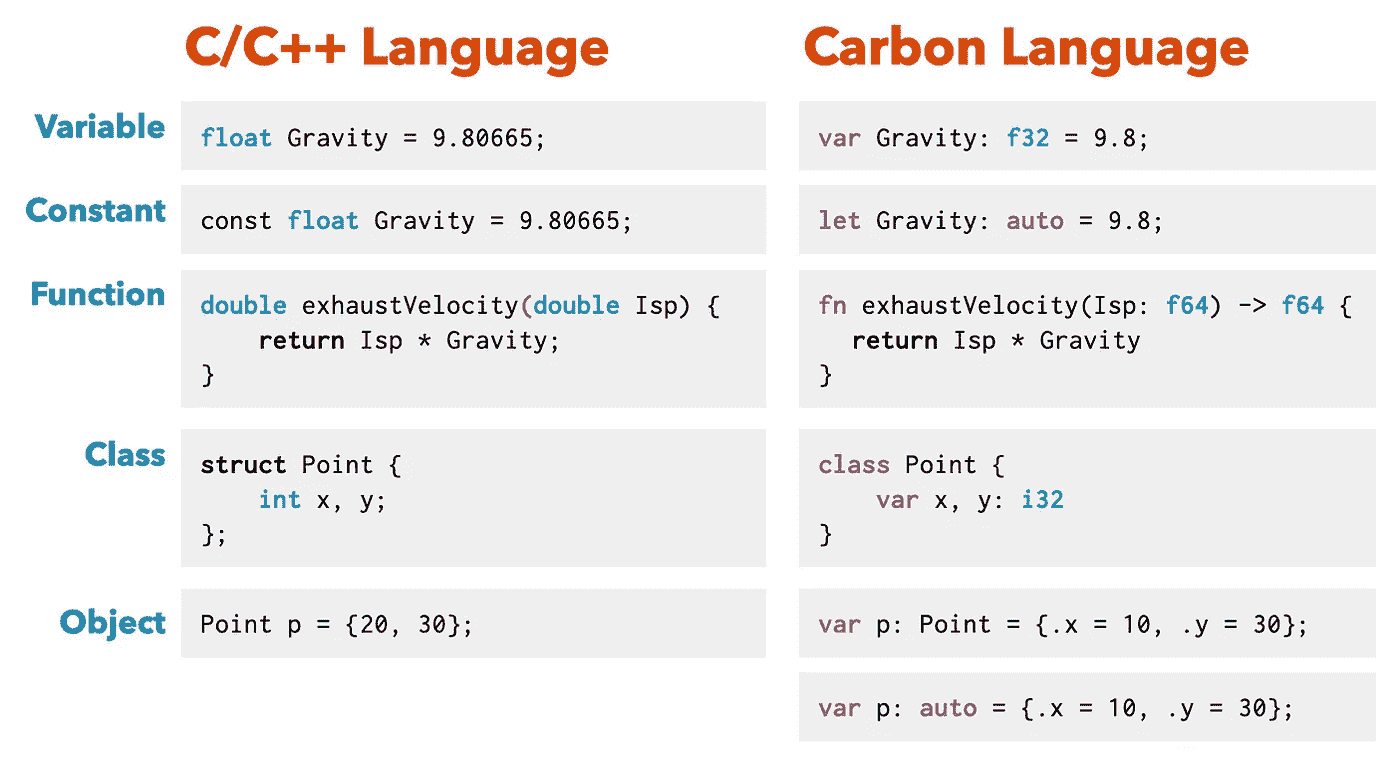 C/C++ Language
Carbon Language
Variable
float Gravity = 9.80665;
var Gravity: f32 = 9.8;
Constant
const float Gravity = 9.80665;
let Gravity: auto = 9.8;
Function
double exhaustVelocity(double Isp) {
    return Isp * Gravity;
}
fn exhaustVelocity(Isp: f64) -> f64 {
  return Isp * Gravity
}
Class
struct Point {
    int x, y;
};
class Point {
    var x, y: i32
}
Object
Point p = {20, 30};
var p: Point = {.x = 10, .y = 30};
var p: auto = {.x = 10, .y = 30};